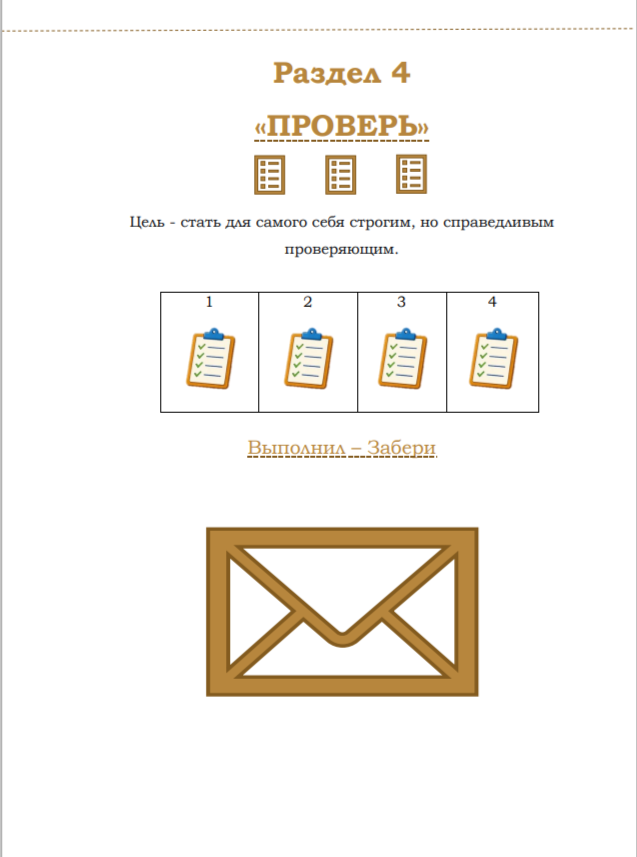 Раздел 4
«ПРОВЕРЬ»
Цель - стать для самого себя строгим, но справедливым
проверяющим.
1 2 3 4
Выполнил – Забери